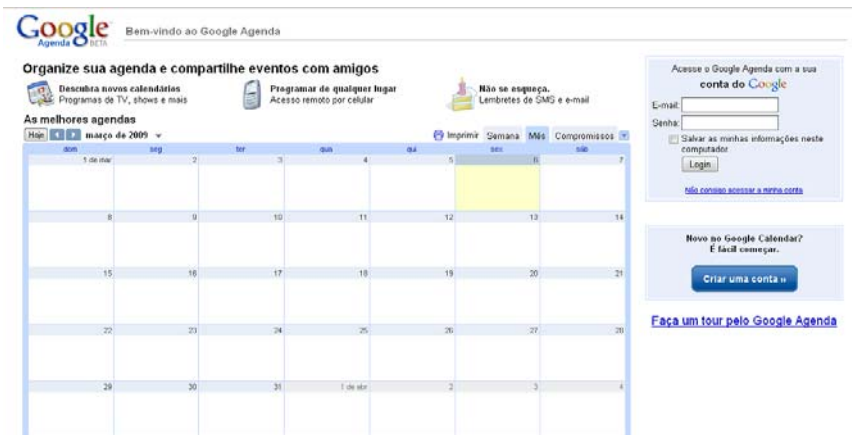 Google
Agenda BETA
Bem-vindo ao Google Agenda
Organize sua agenda e compartilhe eventos com amigos
Descubra novos calendários
Programas de TV, shows e mais
Programar de qualquer lugar
Acesso remoto por celular
Não se esqueça.
Lembretes de SMS e e-mail
As melhores agendas
Hoje março de 2009 Imprimir Semana Mês Compromissos
dom seg ter qua qui sex sáb
1 de mar 2 3 4 5 6 7
8 9 10 11 12 13 14
15 16 17 18 19 20 21
22 23 24 25 26 27 28
29 30 31 1 de abr 2 3 4
Acesse o Google Agenda com a sua
conta do Google
E-mail:
Senha:
Salvar as minhas informações neste
computador
Login
Não consigo acessar a minha conta
Novo no Google Calendar?
É fácil começar.
Criar uma conta »
Faça um tour pelo Google Agenda